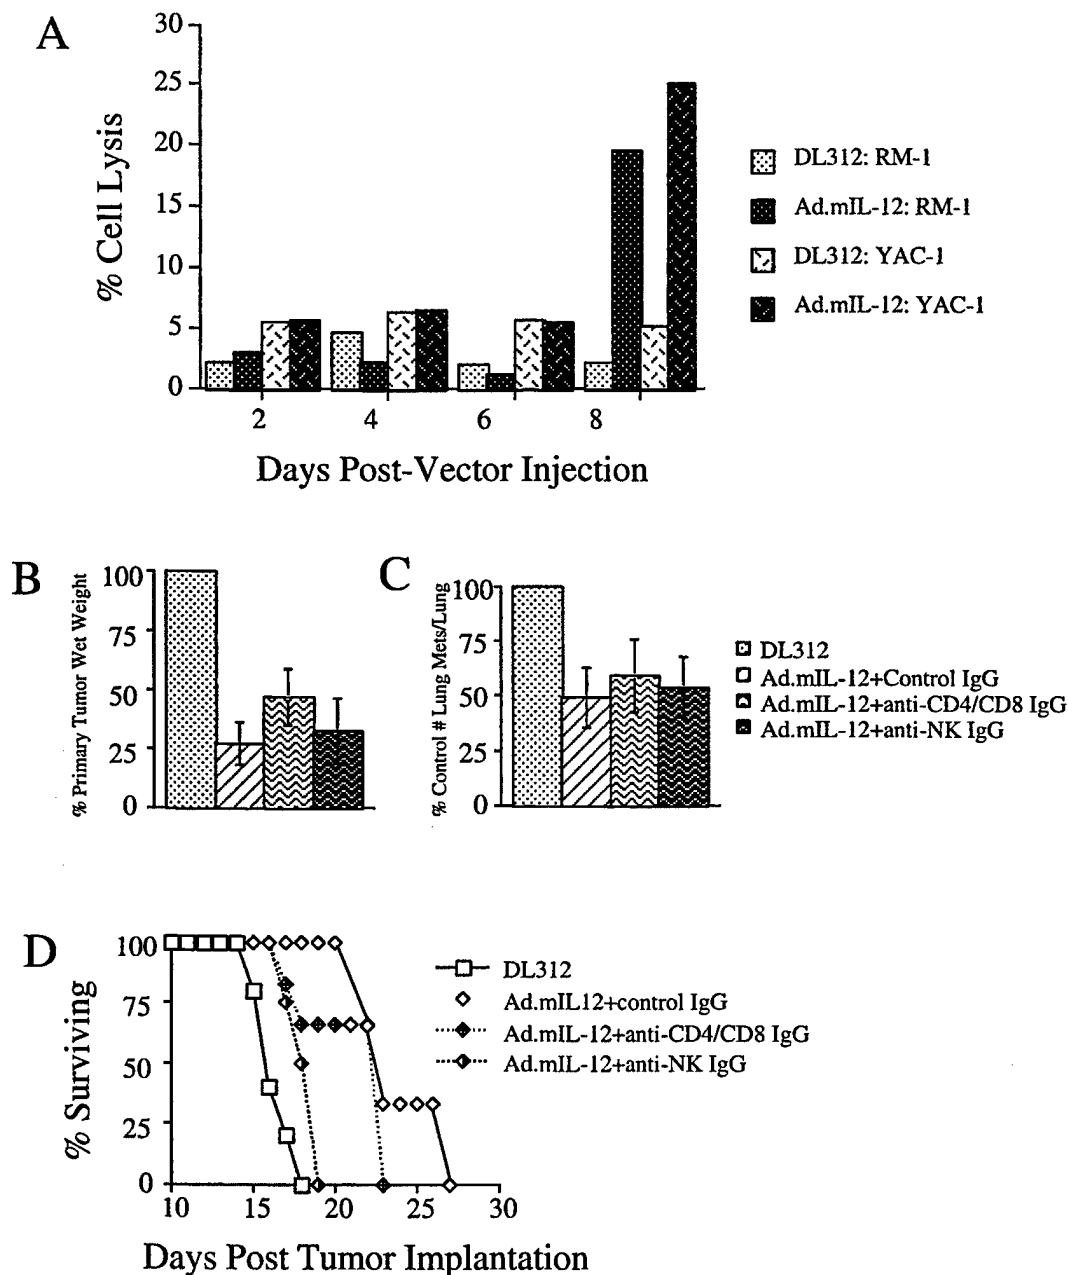 A
30
25
20
15
10
5
0
% Cell Lysis
2 4 6 8
Days Post-Vector Injection
DL312: RM-1
Ad.mIL-12: RM-1
DL312: YAC-1
Ad.mIL-12: YAC-1
B
% Primary Tumor Wet Weight
100
75
50
25
0
C
% Control # Lung Mets/Lung
100
75
50
25
0
DL312
Ad.mIL-12+Control IgG
Ad.mIL-12+anti-CD4/CD8 IgG
Ad.mIL-12+anti-NK IgG
D
% Surviving
100
75
50
25
0
10 15 20 25 30
Days Post Tumor Implantation
DL312
Ad.mIL12+control IgG
Ad.mIL-12+anti-CD4/CD8 IgG
Ad.mIL-12+anti-NK IgG